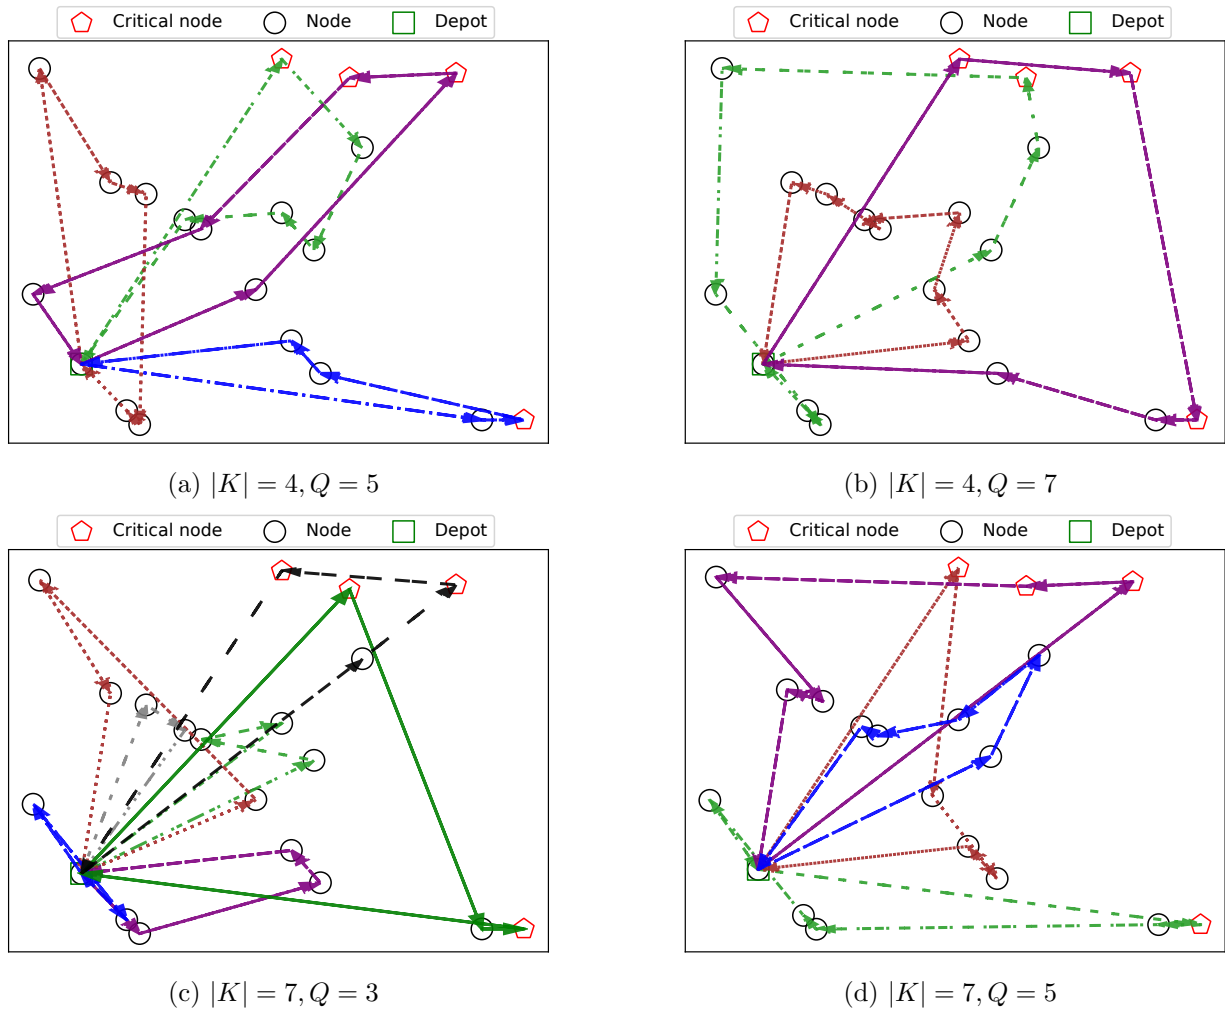 Critical node Node Depot
Critical node Node Depot
(a) |K| = 4, Q = 5
(b) |K| = 4, Q = 7
Critical node Node Depot
Critical node Node Depot
(c) |K| = 7, Q = 3
(d) |K| = 7, Q = 5